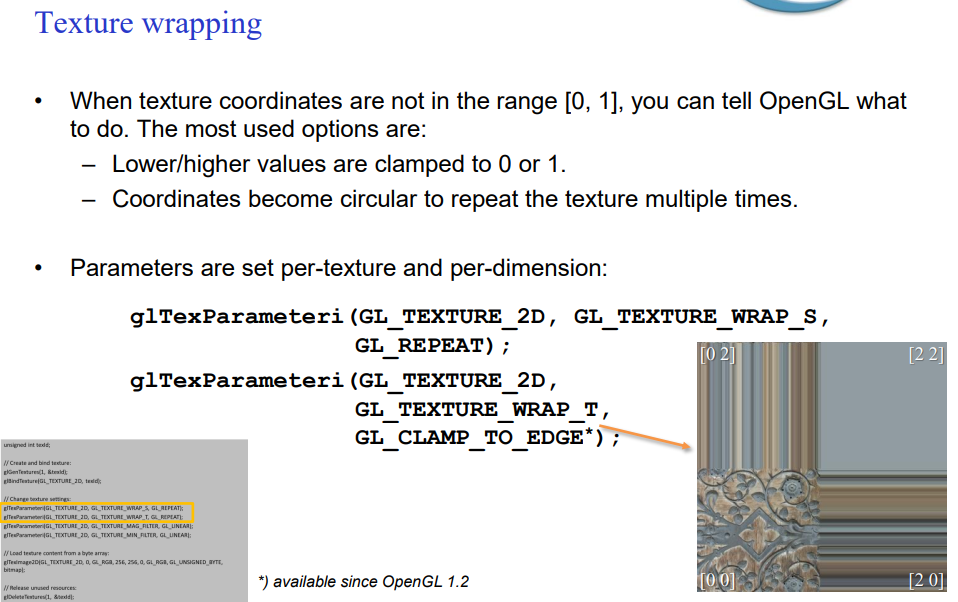 Texture wrapping
• When texture coordinates are not in the range [0, 1], you can tell OpenGL what
to do. The most used options are:
– Lower/higher values are clamped to 0 or 1.
– Coordinates become circular to repeat the texture multiple times.
• Parameters are set per-texture and per-dimension:
glTexParameteri(GL_TEXTURE_2D, GL_TEXTURE_WRAP_S,
GL_REPEAT);
glTexParameteri(GL_TEXTURE_2D,
GL_TEXTURE_WRAP_T,
GL_CLAMP_TO_EDGE*);
[0 2]
[2 2]
[0 0]
[2 0]
unsigned int texId;
// Create and bind texture:
glGenTextures(1, &texId);
glBindTexture(GL_TEXTURE_2D, texId);
// Change texture settings:
glTexParameteri(GL_TEXTURE_2D, GL_TEXTURE_WRAP_S, GL_REPEAT);
glTexParameteri(GL_TEXTURE_2D, GL_TEXTURE_WRAP_T, GL_REPEAT);
glTexParameteri(GL_TEXTURE_2D, GL_TEXTURE_MAG_FILTER, GL_LINEAR);
glTexParameteri(GL_TEXTURE_2D, GL_TEXTURE_MIN_FILTER, GL_LINEAR);
// Load texture content from a byte array:
glTexImage2D(GL_TEXTURE_2D, 0, GL_RGB, 256, 256, 0, GL_RGB, GL_UNSIGNED_BYTE,
bitmap);
// Release unused resources:
glDeleteTextures(1, &texId);
*) available since OpenGL 1.2